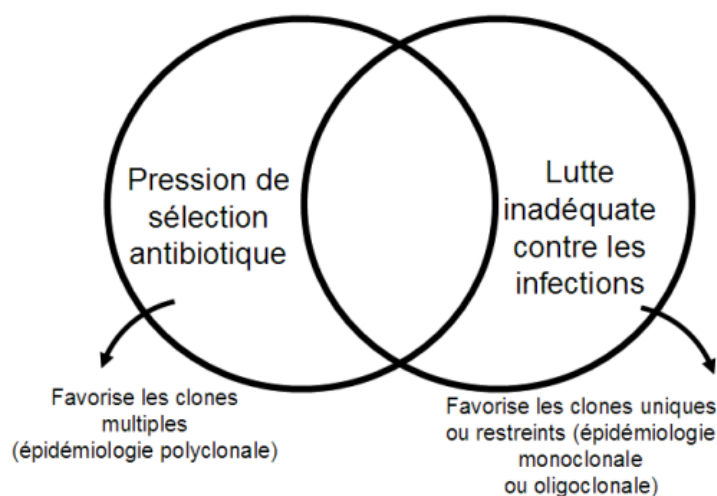 Pression de
sélection
antibiotique
Lutte
inadéquate
contre les
infections
Favorise les clones
multiples
(épidémiologie polyclonale)
Favorise les clones uniques
ou restreints (épidémiologie
monoclonale
ou oligoclonale)